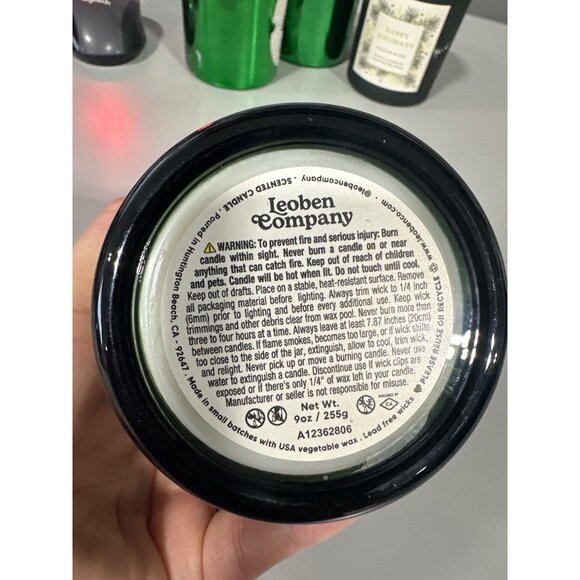 HAPPY
HOLIDAYS
@leobencompany . SCENTED CANDLE . Poured in Huntington Beach, CA - 92647 . Made in small batches with USA vegetable wax . Lead free wicks ♥ PLEASE REUSE OR RECYCLE
www.leobenco.com .
Leoben
Company
⚠ WARNING: To prevent fire and serious injury: Burn
candle within sight. Never burn a candle on or near
anything that can catch fire. Keep out of reach of children
and pets. Candle will be hot when lit. Do not touch until cool.
Keep out of drafts. Place on a stable, heat-resistant surface. Remove
all packaging material before lighting. Always trim wick to 1/4 inch
(6mm) prior to lighting and before every additional use. Keep wick
trimmings and other debris clear from wax pool. Never burn more than
three to four hours at a time. Always leave at least 7.67 inches (20cm)
between candles. If flame smokes, becomes too large, or if wick shifts
too close to the side of the jar, extinguish, allow to cool, trim wick,
and relight. Never pick up or move a burning candle. Never use
water to extinguish a candle. Discontinue use if wick clamps are
exposed or if there's only 1/4" of wax left in your candle.
Manufacturer or seller is not responsible for misuse.
Net Wt.
9oz / 255g
POURED IN
CA
A12362806